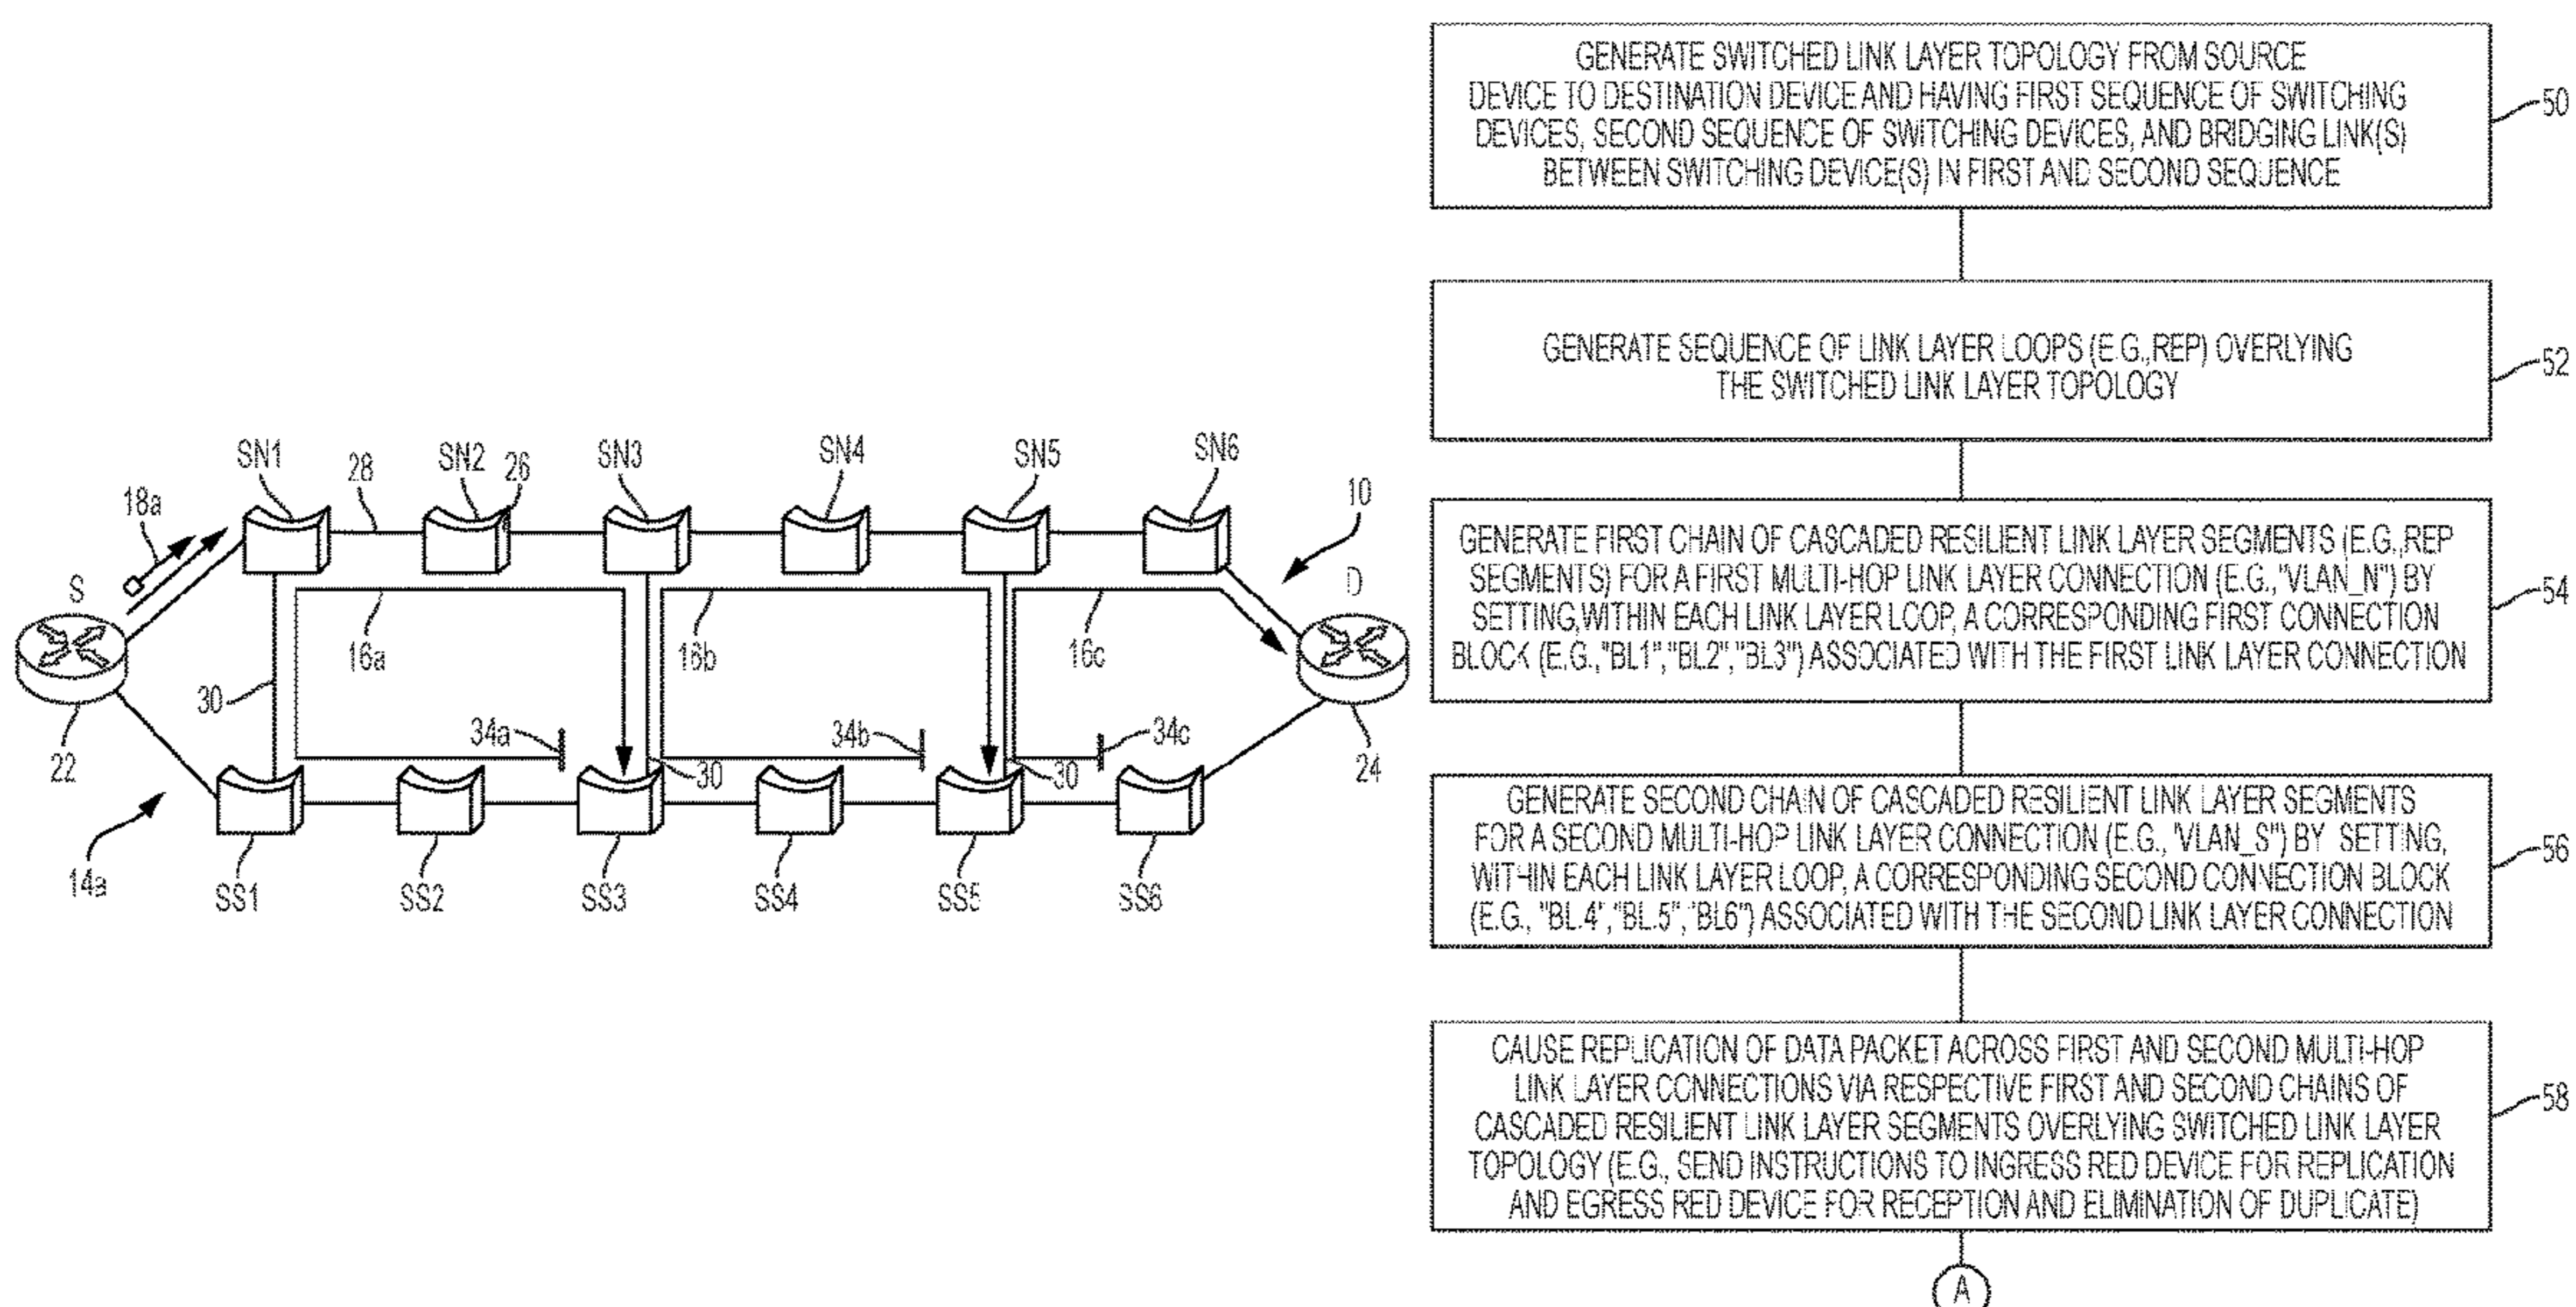 SN1
28
SN2
26
SN3
SN4
SN5
SN6
18a
10
S
D
16a
16b
16c
30
34a
34b
34c
30
30
22
24
14a
SS1
SS2
SS3
SS4
SS5
SS6
GENERATE SWITCHED LINK LAYER TOPOLOGY FROM SOURCE
DEVICE TO DESTINATION DEVICE AND HAVING FIRST SEQUENCE OF SWITCHING
DEVICES, SECOND SEQUENCE OF SWITCHING DEVICES, AND BRIDGING LINK(S)
BETWEEN SWITCHING DEVICE(S) IN FIRST AND SECOND SEQUENCE
50
GENERATE SEQUENCE OF LINK LAYER LOOPS (E.G.,REP) OVERLYING
THE SWITCHED LINK LAYER TOPOLOGY
52
GENERATE FIRST CHAIN OF CASCADED RESILIENT LINK LAYER SEGMENTS (E.G.,REP
SEGMENTS) FOR A FIRST MULTI-HOP LINK LAYER CONNECTION (E.G.,"VLAN_N") BY
SETTING,WITHIN EACH LINK LAYER LOOP, A CORRESPONDING FIRST CONNECTION
BLOCK (E.G.,"BL1","BL2","BL3") ASSOCIATED WITH THE FIRST LINK LAYER CONNECTION
54
GENERATE SECOND CHAIN OF CASCADED RESILIENT LINK LAYER SEGMENTS
FOR A SECOND MULTI-HOP LINK LAYER CONNECTION (E.G., "VLAN_S") BY SETTING,
WITHIN EACH LINK LAYER LOOP, A CORRESPONDING SECOND CONNECTION BLOCK
(E.G., "BL4","BL5","BL6") ASSOCIATED WITH THE SECOND LINK LAYER CONNECTION
56
CAUSE REPLICATION OF DATA PACKET ACROSS FIRST AND SECOND MULTI-HOP
LINK LAYER CONNECTIONS VIA RESPECTIVE FIRST AND SECOND CHAINS OF
CASCADED RESILIENT LINK LAYER SEGMENTS OVERLYING SWITCHED LINK LAYER
TOPOLOGY (E.G., SEND INSTRUCTIONS TO INGRESS RED DEVICE FOR REPLICATION
AND EGRESS RED DEVICE FOR RECEPTION AND ELIMINATION OF DUPLICATE)
58
A